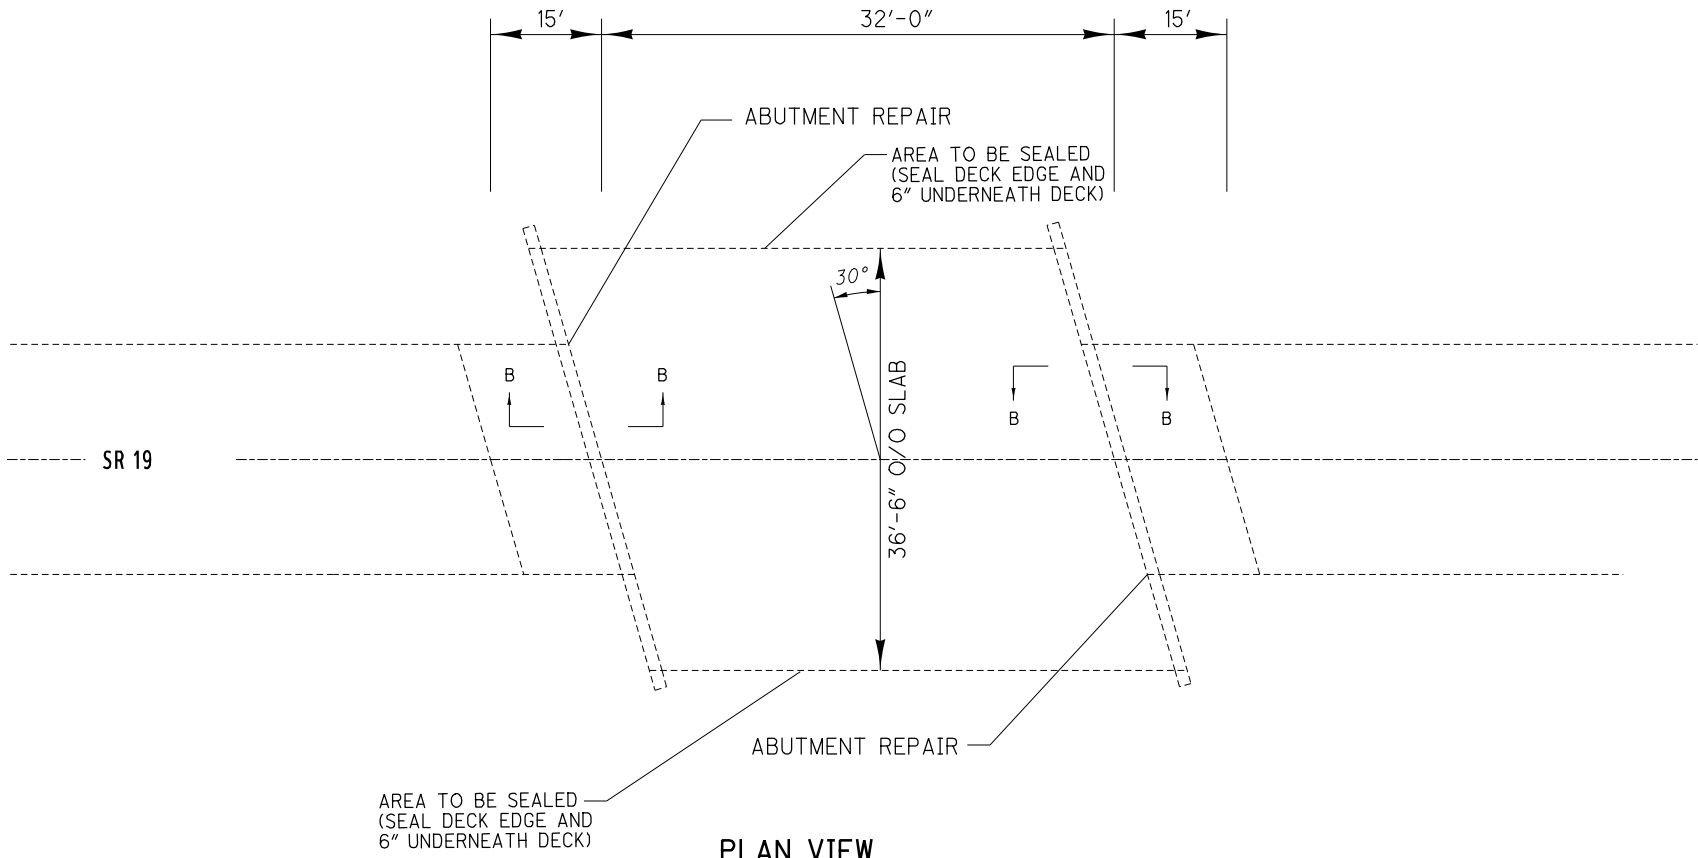 15'
32'-0"
15'
ABUTMENT REPAIR
AREA TO BE SEALED
(SEAL DECK EDGE AND
6" UNDERNEATH DECK)
30°
B
B
B
B
36'-6" O/O SLAB
SR 19
ABUTMENT REPAIR
AREA TO BE SEALED
(SEAL DECK EDGE AND
6" UNDERNEATH DECK)
PLAN VIEW